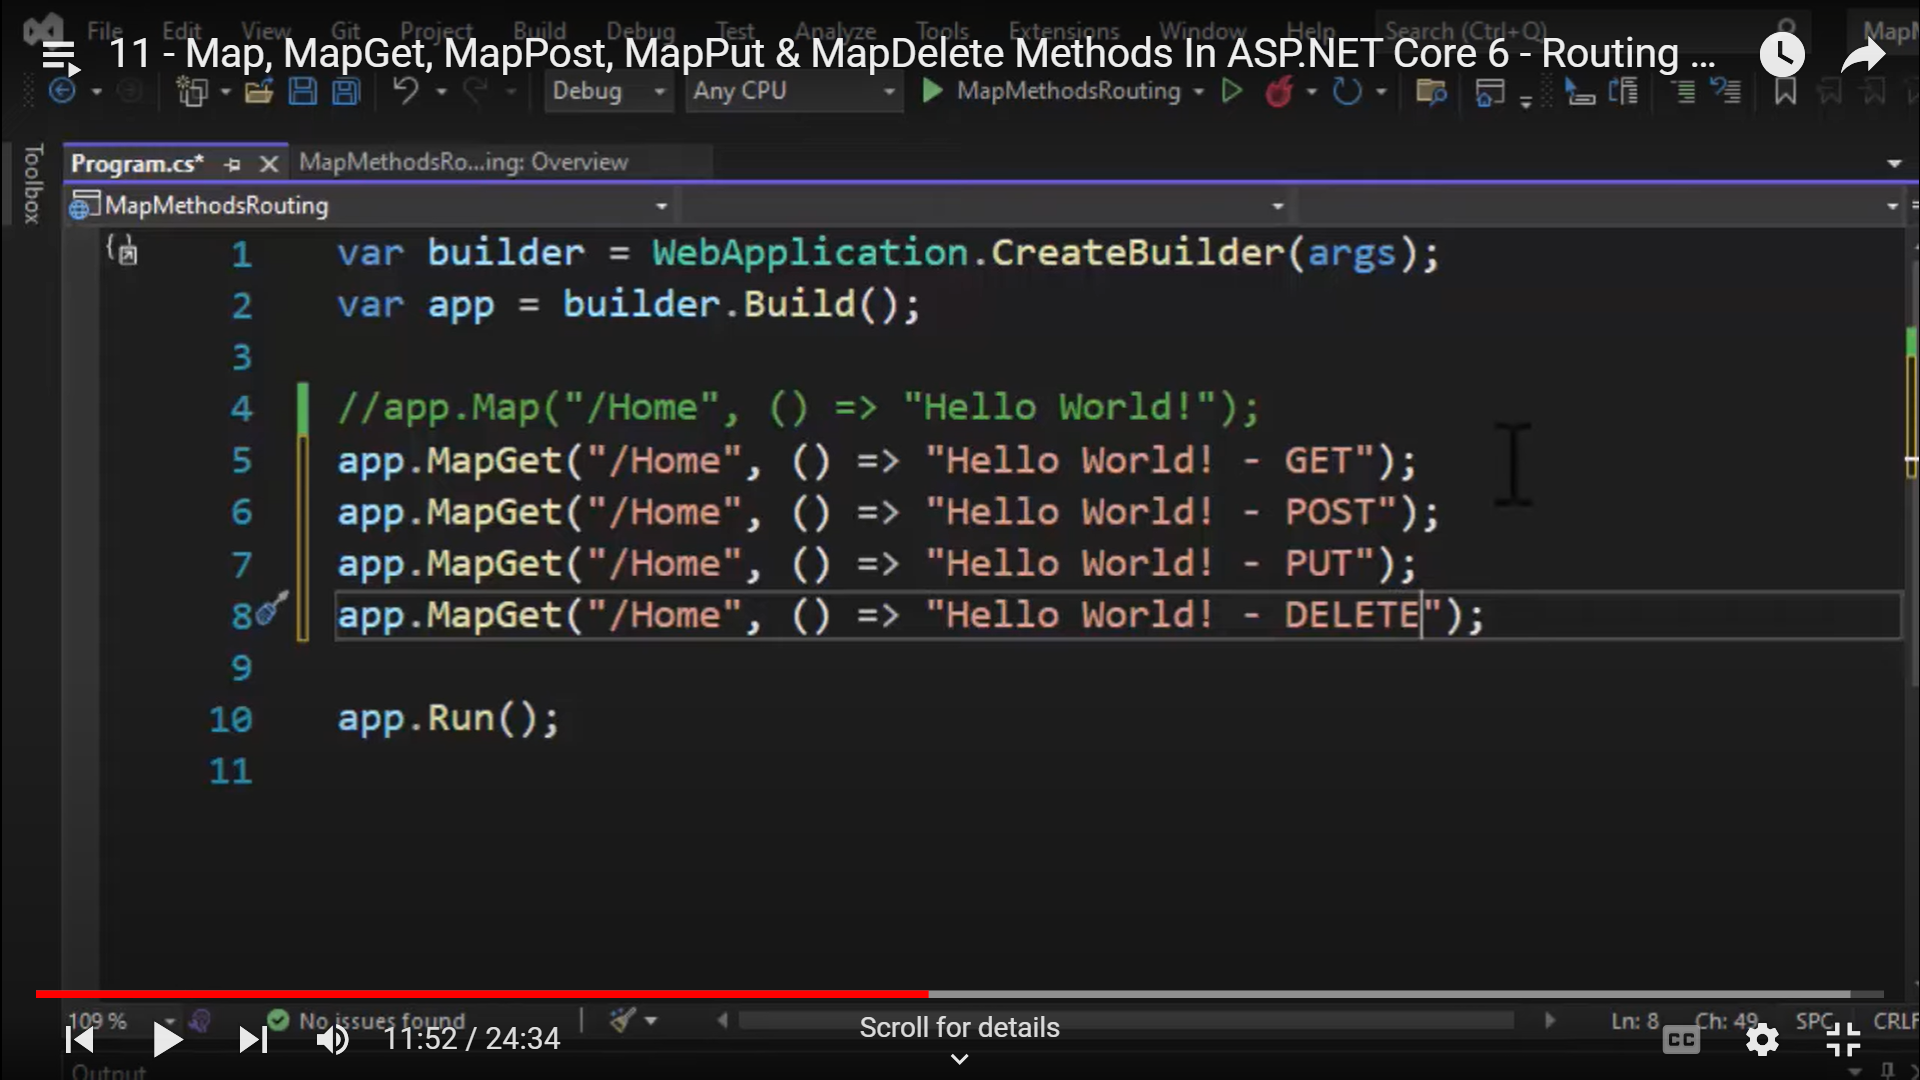 File Edit View Git Project Build Debug Test Analyze Tools Extensions Window Help Search (Ctrl+Q)
11 - Map, MapGet, MapPost, MapPut & MapDelete Methods In ASP.NET Core 6 - Routing ...
Debug Any CPU MapMethodsRouting
Toolbox
Program.cs* MapMethodsRo...ing: Overview
MapMethodsRouting
1 var builder = WebApplication.CreateBuilder(args);
2 var app = builder.Build();
3
4 //app.Map("/Home", () => "Hello World!");
5 app.MapGet("/Home", () => "Hello World! - GET");
6 app.MapGet("/Home", () => "Hello World! - POST");
7 app.MapGet("/Home", () => "Hello World! - PUT");
8 app.MapGet("/Home", () => "Hello World! - DELETE");
9
10 app.Run();
11
109 % No issues found Ln: 8 Ch: 49 SPC CRLF
11:52 / 24:34 Scroll for details CC
Output